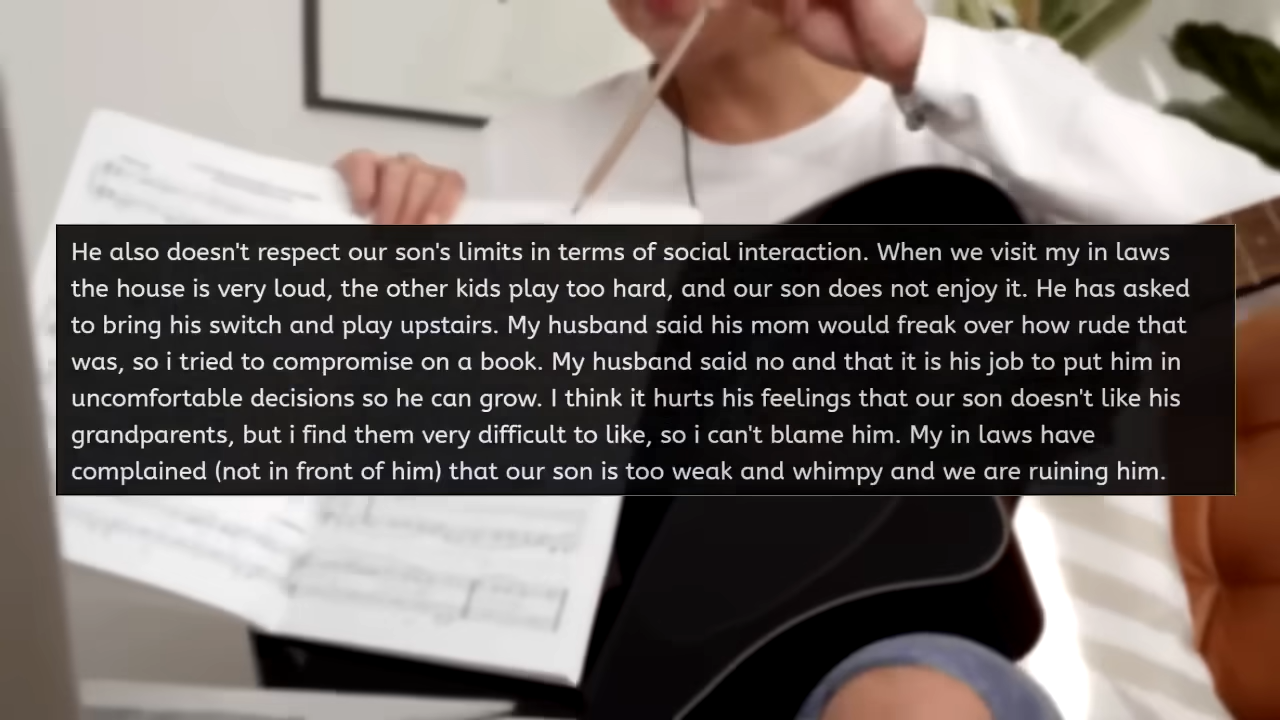 He also doesn't respect our son's limits in terms of social interaction. When we visit my in laws
the house is very loud, the other kids play too hard, and our son does not enjoy it. He has asked
to bring his switch and play upstairs. My husband said his mom would freak over how rude that
was, so i tried to compromise on a book. My husband said no and that it is his job to put him in
uncomfortable decisions so he can grow. I think it hurts his feelings that our son doesn't like his
grandparents, but i find them very difficult to like, so i can't blame him. My in laws have
complained (not in front of him) that our son is too weak and whimpy and we are ruining him.